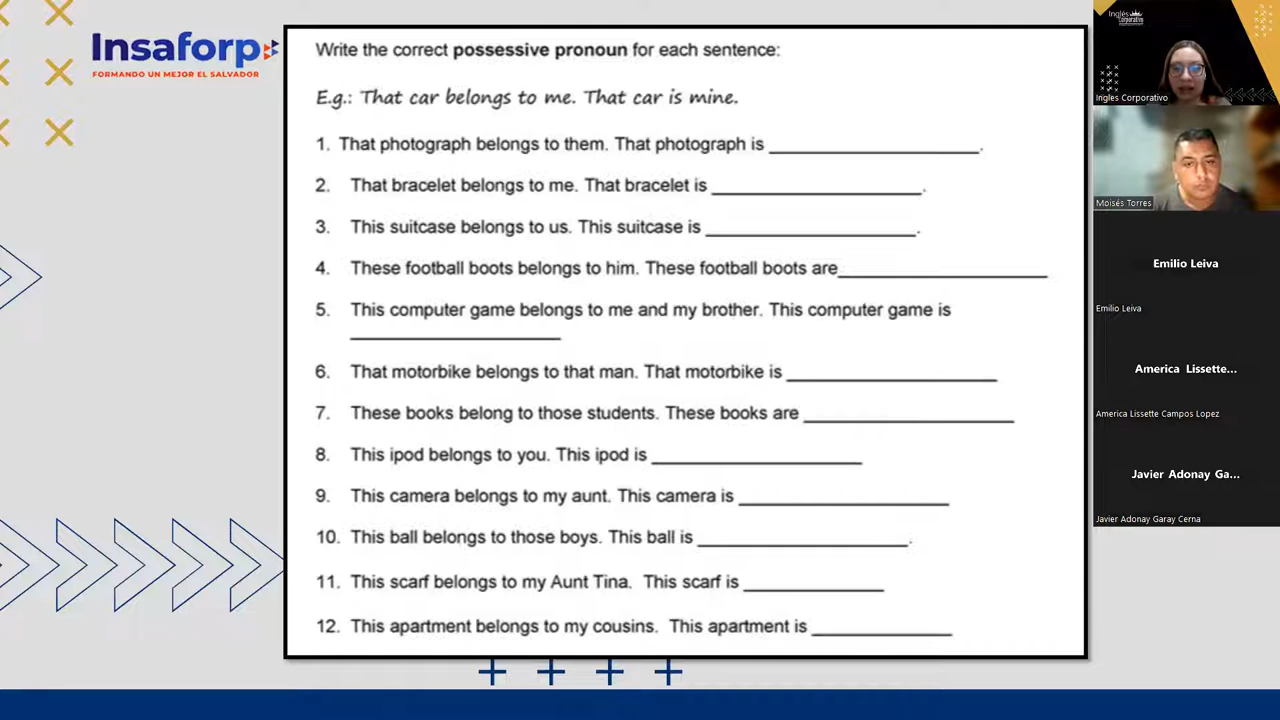 Insaforp
FORMANDO UN MEJOR EL SALVADOR
Write the correct possessive pronoun for each sentence:
E.g.: That car belongs to me. That car is mine.
1. That photograph belongs to them. That photograph is ____________________.
2. That bracelet belongs to me. That bracelet is ____________________.
3. This suitcase belongs to us. This suitcase is ____________________.
4. These football boots belongs to him. These football boots are____________________
5. This computer game belongs to me and my brother. This computer game is
____________________
6. That motorbike belongs to that man. That motorbike is ____________________
7. These books belong to those students. These books are ____________________
8. This ipod belongs to you. This ipod is ____________________
9. This camera belongs to my aunt. This camera is ____________________
10. This ball belongs to those boys. This ball is ____________________.
11. This scarf belongs to my Aunt Tina. This scarf is _____________
12. This apartment belongs to my cousins. This apartment is _____________
Inglés
Corporativo
Ingles Corporativo
Moisés Torres
Emilio Leiva
Emilio Leiva
America Lissette...
America Lissette Campos Lopez
Javier Adonay Ga...
Javier Adonay Garay Cerna